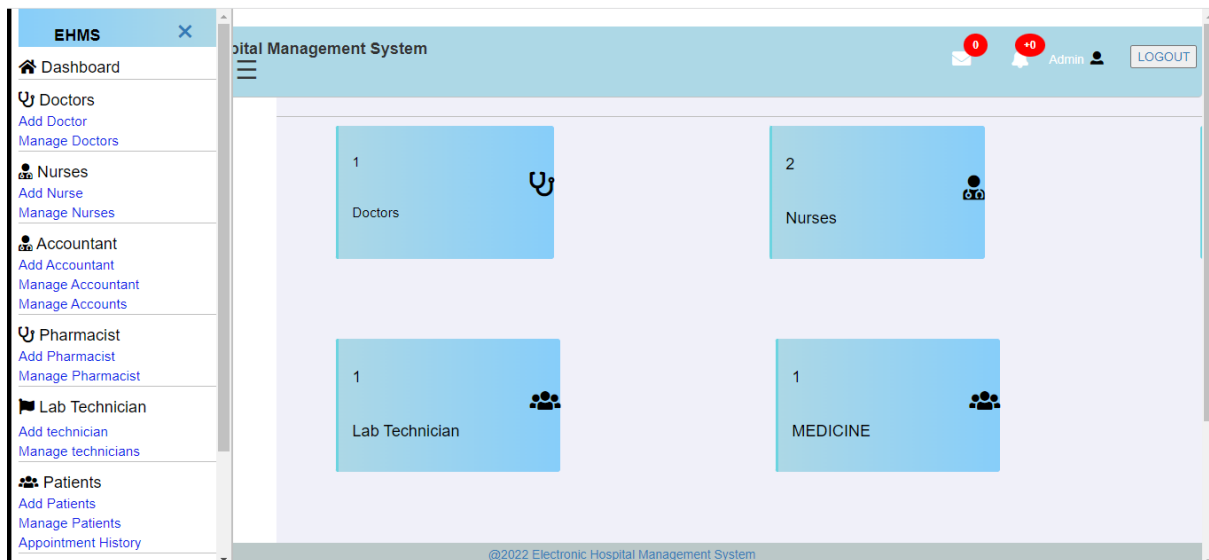 EHMS ×
Dashboard
Doctors
Add Doctor
Manage Doctors
Nurses
Add Nurse
Manage Nurses
Accountant
Add Accountant
Manage Accountant
Manage Accounts
Pharmacist
Add Pharmacist
Manage Pharmacist
Lab Technician
Add technician
Manage technicians
Patients
Add Patients
Manage Patients
Appointment History
pital Management System
0
+0
Admin
LOGOUT
1
Doctors
2
Nurses
1
Lab Technician
1
MEDICINE
@2022 Electronic Hospital Management System